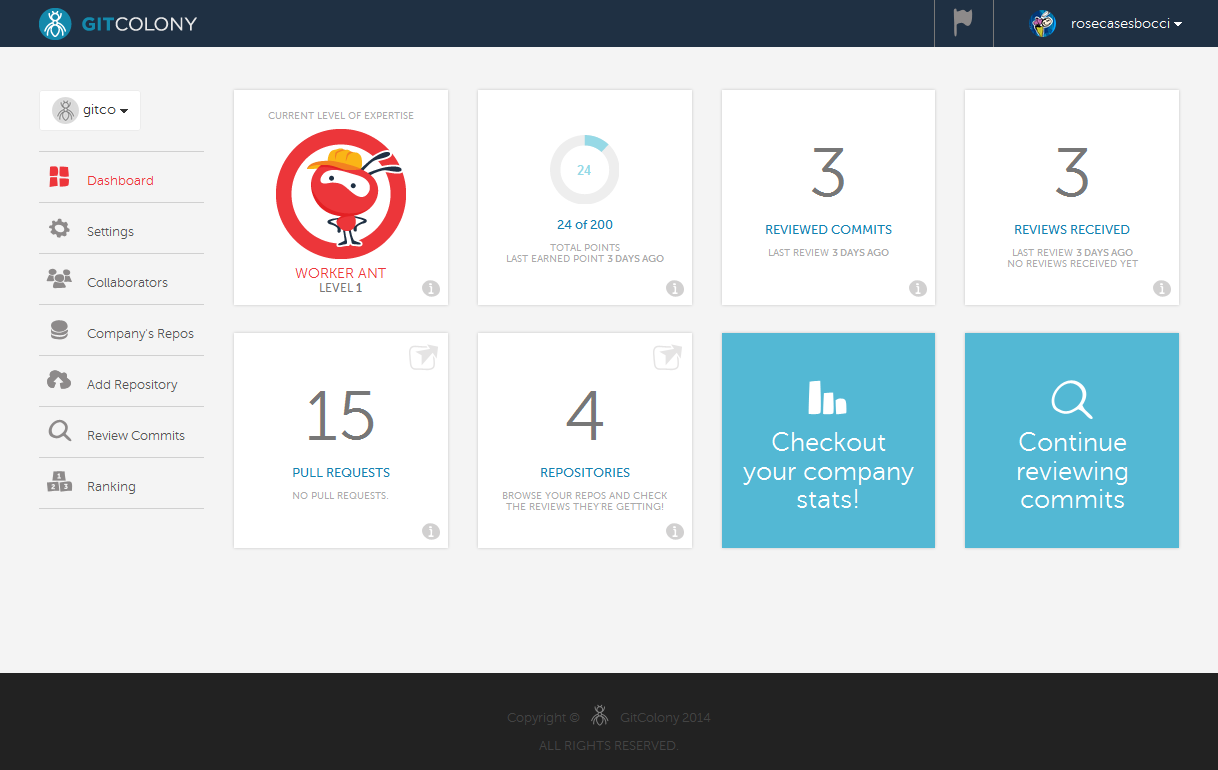 GITCOLONY
rosecasesbocci
gitco
Dashboard
Settings
Collaborators
Company's Repos
Add Repository
Review Commits
1
2 3
Ranking
CURRENT LEVEL OF EXPERTISE
WORKER ANT
LEVEL 1
i
24
24 of 200
TOTAL POINTS
LAST EARNED POINT 3 DAYS AGO
i
3
REVIEWED COMMITS
LAST REVIEW 3 DAYS AGO
i
3
REVIEWS RECEIVED
LAST REVIEW 3 DAYS AGO
NO REVIEWS RECEIVED YET
i
15
PULL REQUESTS
NO PULL REQUESTS.
i
4
REPOSITORIES
BROWSE YOUR REPOS AND CHECK
THE REVIEWS THEY'RE GETTING!
i
Checkout
your company
stats!
Continue
reviewing
commits
Copyright © GitColony 2014
ALL RIGHTS RESERVED.